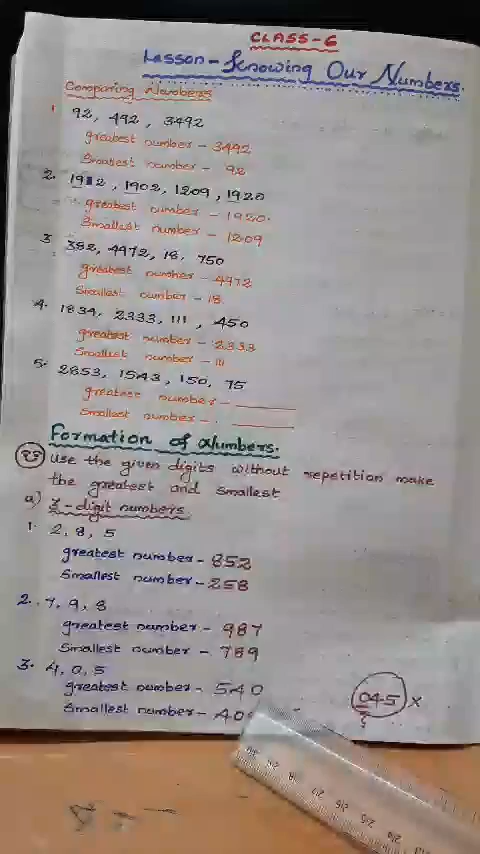 CLASS-6
Lesson - Knowing Our Numbers.
Comparing Numbers
1. 92, 492, 3492
greatest number - 3492
Smallest number - 92
2. 1912, 1902, 1209, 1920
greatest number - 1920.
Smallest number - 1209
3. 382, 4972, 18, 750
greatest number - 4972
Smallest number - 18
4. 1834, 2333, 111, 450
greatest number - 2333
Smallest number - 111
5. 2853, 1543, 150, 75
greatest number -
Smallest number -
Formation of Numbers.
Use the given digits without repetition make
the greatest and smallest
a) 3-digit numbers
1. 2, 8, 5
greatest number - 852
Smallest number - 258
2. 7, 9, 8
greatest number - 987
Smallest number - 789
3. 4, 0, 5
greatest number - 540
045 ×
Smallest number - 40